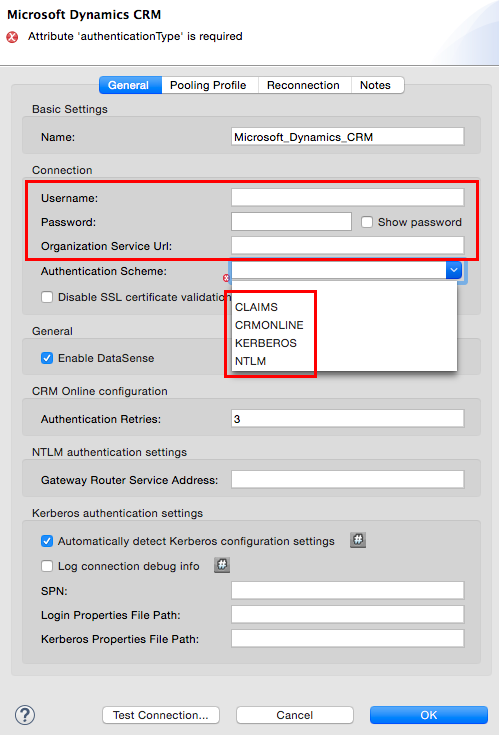 Microsoft Dynamics CRM
Attribute 'authenticationType' is required
General Pooling Profile Reconnection Notes
Basic Settings
Name: Microsoft_Dynamics_CRM
Connection
Username:
Password: Show password
Organization Service Url:
Authentication Scheme:
Disable SSL certificate validation
CLAIMS
CRMONLINE
KERBEROS
NTLM
General
Enable DataSense
CRM Online configuration
Authentication Retries: 3
NTLM authentication settings
Gateway Router Service Address:
Kerberos authentication settings
Automatically detect Kerberos configuration settings #
Log connection debug info #
SPN:
Login Properties File Path:
Kerberos Properties File Path:
? Test Connection... Cancel OK